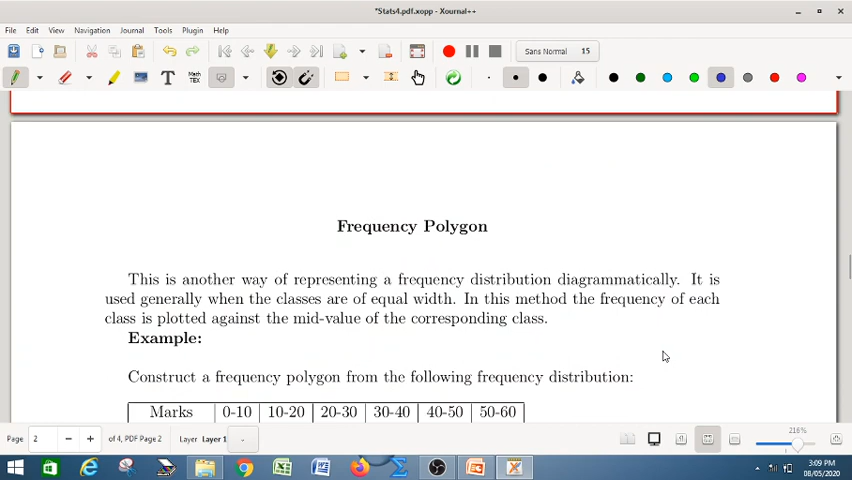 *Stats4.pdf.xopp - Xournal++
File Edit View Navigation Journal Tools Plugin Help
Sans Normal 15
T Math TEX
Frequency Polygon
This is another way of representing a frequency distribution diagrammatically. It is
used generally when the classes are of equal width. In this method the frequency of each
class is plotted against the mid-value of the corresponding class.
Example:
Construct a frequency polygon from the following frequency distribution:
Marks 0-10 10-20 20-30 30-40 40-50 50-60
Page 2 of 4, PDF Page 2 Layer Layer 1
216%
3:09 PM
08/05/2020